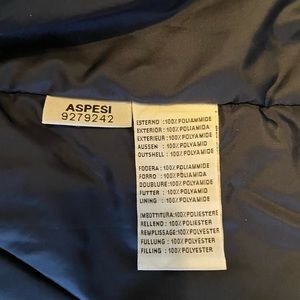 ASPESI
9279242
ESTERNO :100% POLIAMMIDE
EXTERIOR :100% POLIAMIDA
EXTERIEUR :100% POLYAMIDE
AUSSEN :100% POLYAMID
OUTSHELL :100% POLYAMIDE
FODERA :100% POLIAMMIDE
FORRO :100% POLIAMIDA
DOUBLURE :100% POLYAMIDE
FUTTER :100% POLYAMID
LINING :100% POLYAMIDE
IMBOTTITURA:100% POLIESTERE
RELLENO :100% POLIESTER
REMPLISSAGE:100% POLYESTER
FULLUNG :100% POLYESTER
FILLING :100% POLYESTER